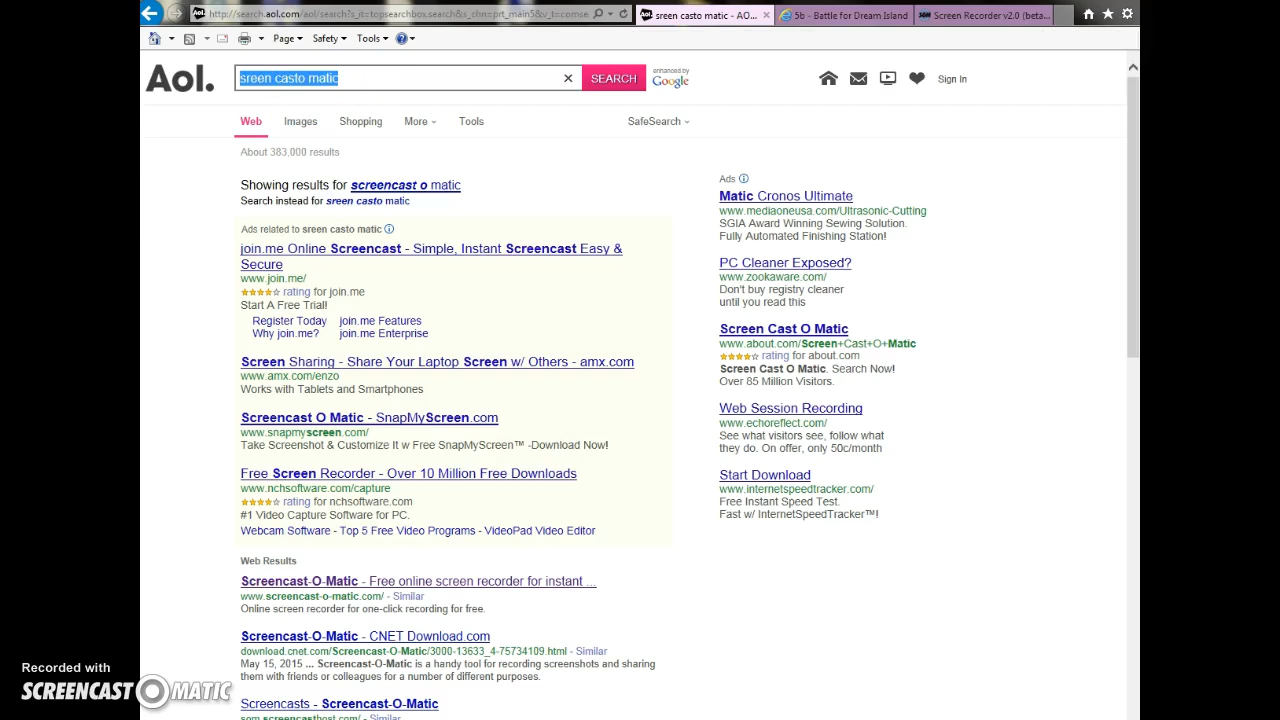 http://search.aol.com/aol/search?s_it=topsearchbox.search&s_chn=prt_main5&v_t=comse...
sreen casto matic - AO...
5b - Battle for Dream Island
Screen Recorder v2.0 (beta...
Page
Safety
Tools
Aol.
sreen casto matic
SEARCH
enhanced by
Google
Sign In
Web
Images
Shopping
More
Tools
SafeSearch
About 383,000 results
Showing results for screencast o matic
Search instead for sreen casto matic
Ads related to sreen casto matic
join.me Online Screencast - Simple, Instant Screencast Easy &
Secure
www.join.me/
rating for join.me
Start A Free Trial!
Register Today join.me Features
Why join.me? join.me Enterprise
Screen Sharing - Share Your Laptop Screen w/ Others - amx.com
www.amx.com/enzo
Works with Tablets and Smartphones
Screencast O Matic - SnapMyScreen.com
www.snapmyscreen.com/
Take Screenshot & Customize It w Free SnapMyScreen™ -Download Now!
Free Screen Recorder - Over 10 Million Free Downloads
www.nchsoftware.com/capture
rating for nchsoftware.com
#1 Video Capture Software for PC.
Webcam Software - Top 5 Free Video Programs - VideoPad Video Editor
Web Results
Screencast-O-Matic - Free online screen recorder for instant ...
www.screencast-o-matic.com/ - Similar
Online screen recorder for one-click recording for free.
Screencast-O-Matic - CNET Download.com
download.cnet.com/Screencast-O-Matic/3000-13633_4-75734109.html - Similar
May 15, 2015 ... Screencast-O-Matic is a handy tool for recording screenshots and sharing
them with friends or colleagues for a number of different purposes.
Screencasts - Screencast-O-Matic
som.screencasthost.com/ - Similar
Ads
Matic Cronos Ultimate
www.mediaoneusa.com/Ultrasonic-Cutting
SGIA Award Winning Sewing Solution.
Fully Automated Finishing Station!
PC Cleaner Exposed?
www.zookaware.com/
Don't buy registry cleaner
until you read this
Screen Cast O Matic
www.about.com/Screen+Cast+O+Matic
rating for about.com
Screen Cast O Matic. Search Now!
Over 85 Million Visitors.
Web Session Recording
www.echoreflect.com/
See what visitors see, follow what
they do. On offer, only 50c/month
Start Download
www.internetspeedtracker.com/
Free Instant Speed Test.
Fast w/ InternetSpeedTracker™!
Recorded with
SCREENCAST O MATIC